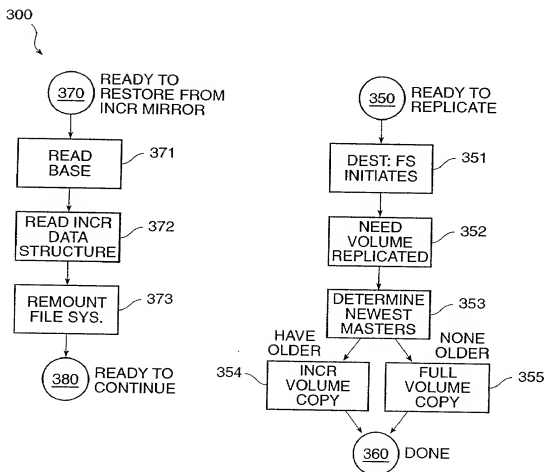 300
370
READY TO
RESTORE FROM
INCR MIRROR
READ
BASE
371
READ INCR
DATA
STRUCTURE
372
REMOUNT
FILE SYS.
373
380
READY TO
CONTINUE
350
READY TO
REPLICATE
DEST: FS
INITIATES
351
NEED
VOLUME
REPLICATED
352
DETERMINE
NEWEST
MASTERS
353
HAVE
OLDER
NONE
OLDER
354
INCR
VOLUME
COPY
FULL
VOLUME
COPY
355
360
DONE